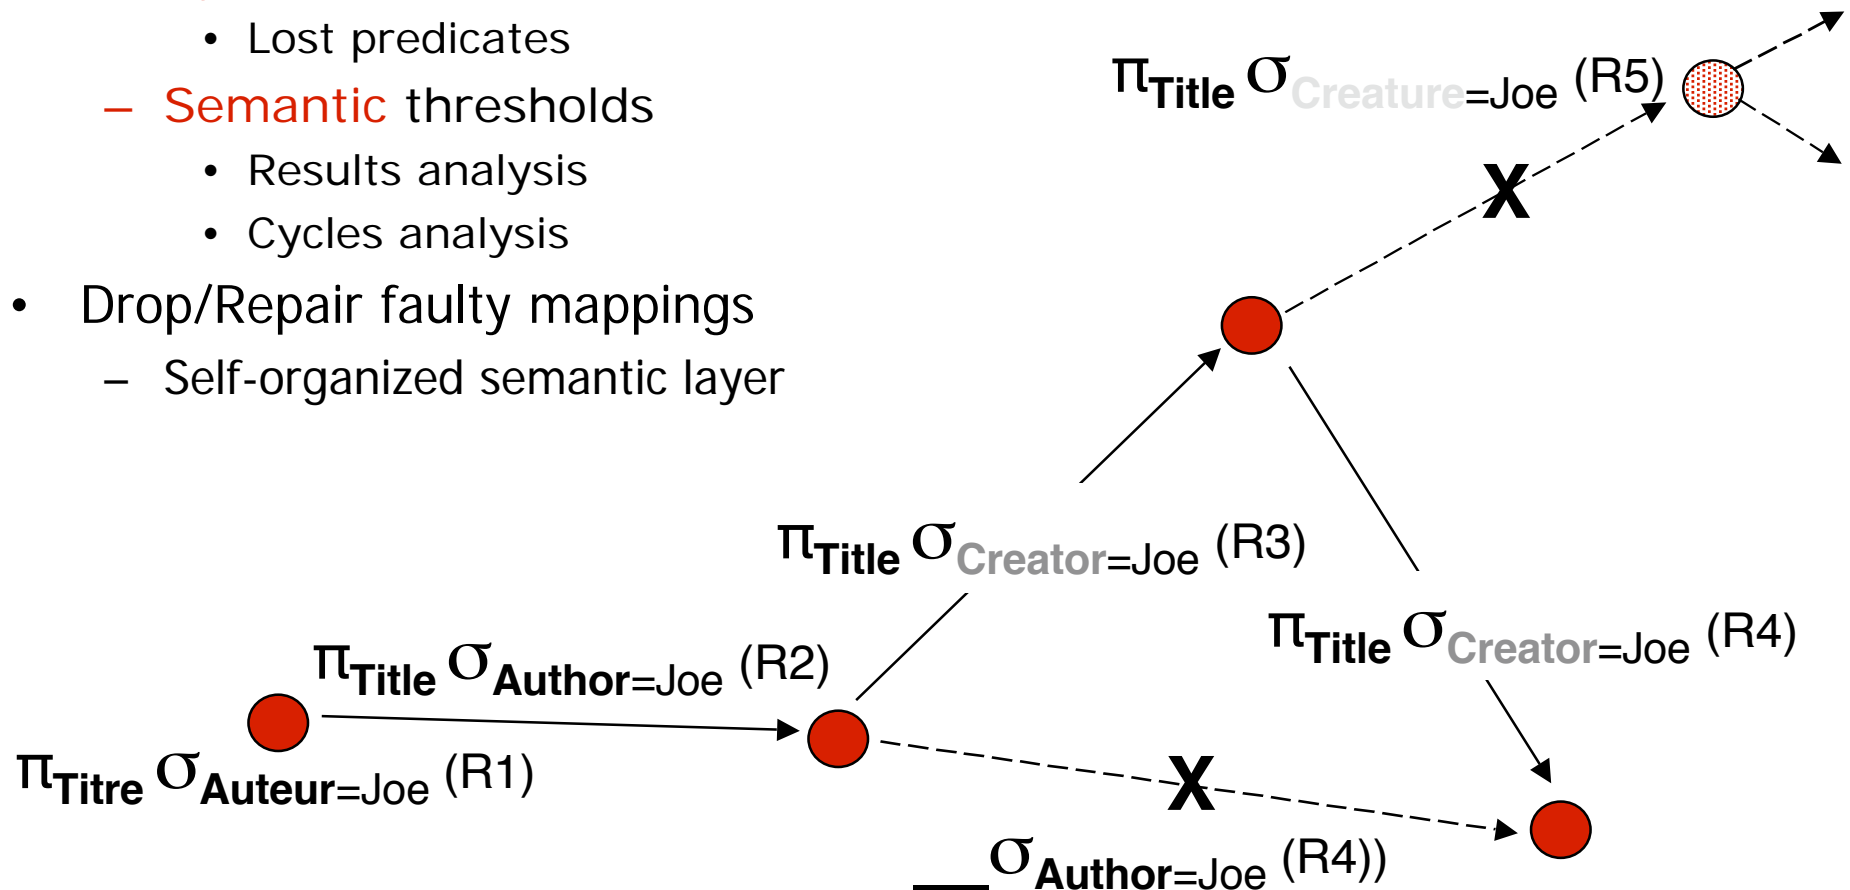 • Lost predicates
– Semantic thresholds
• Results analysis
• Cycles analysis
• Drop/Repair faulty mappings
– Self-organized semantic layer
πTitle σCreature=Joe (R5)
X
πTitle σCreator=Joe (R3)
πTitle σCreator=Joe (R4)
πTitle σAuthor=Joe (R2)
πTitre σAuteur=Joe (R1)
X
__σAuthor=Joe (R4))